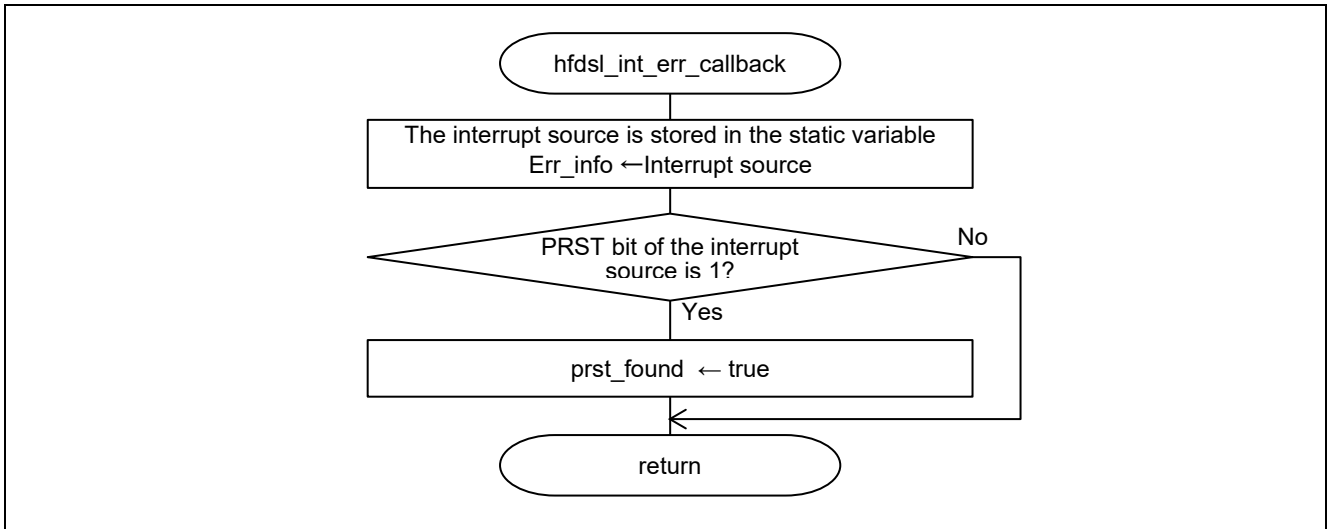 hfdsl_int_err_callback
The interrupt source is stored in the static variable
Err_info ←Interrupt source
PRST bit of the interrupt
source is 1?
No
Yes
prst_found ← true
return